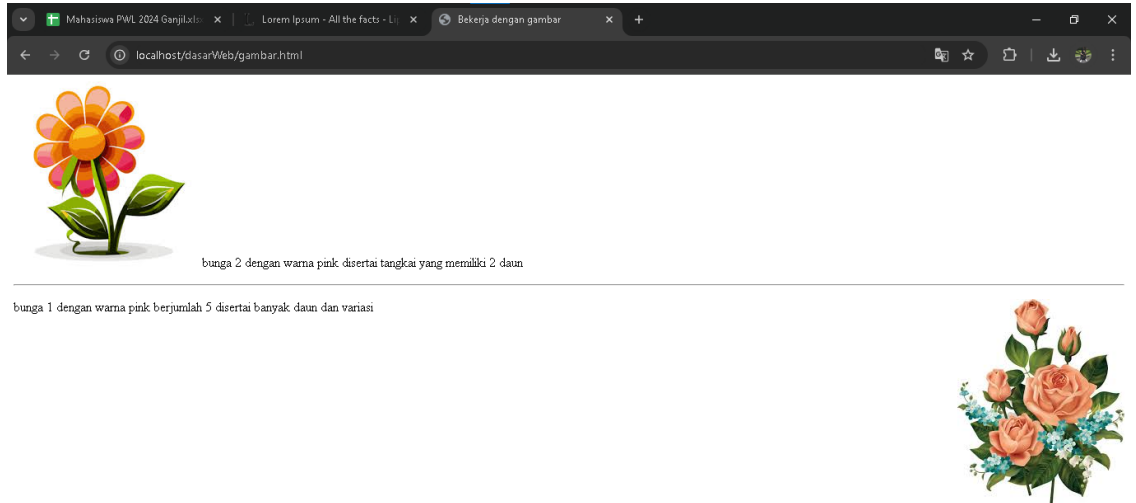 Mahasiswa PWL 2024 Ganjil.xls
Lorem Ipsum - All the facts - Li
Bekerja dengan gambar
localhost/dasarWeb/gambar.html
bunga 2 dengan warna pink disertai tangkai yang memiliki 2 daun
bunga 1 dengan warna pink berjumlah 5 disertai banyak daun dan variasi